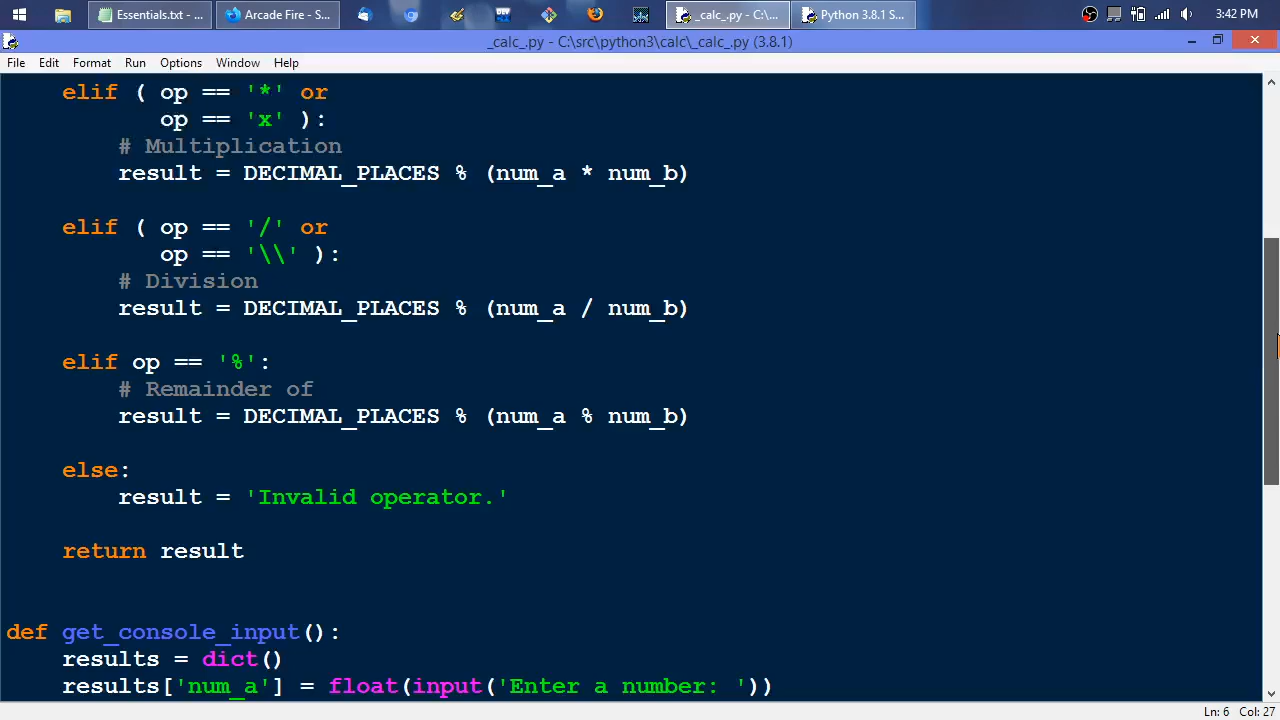 Essentials.txt - ...
Arcade Fire - S...
_calc_.py - C:\...
Python 3.8.1 S...
3:42 PM
_calc_.py - C:\src\python3\calc\_calc_.py (3.8.1)
File Edit Format Run Options Window Help
elif ( op == '*' or
op == 'x' ):
# Multiplication
result = DECIMAL_PLACES % (num_a * num_b)
elif ( op == '/' or
op == '\\' ):
# Division
result = DECIMAL_PLACES % (num_a / num_b)
elif op == '%':
# Remainder of
result = DECIMAL_PLACES % (num_a % num_b)
else:
result = 'Invalid operator.'
return result
def get_console_input():
results = dict()
results['num_a'] = float(input('Enter a number: '))
Ln: 6 Col: 27